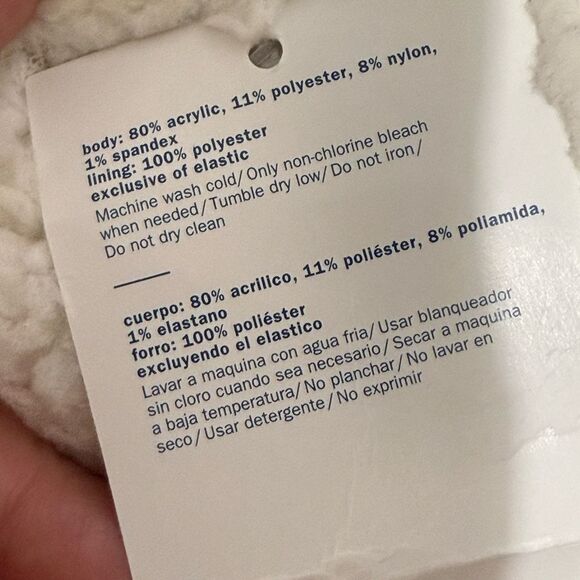 body: 80% acrylic, 11% polyester, 8% nylon,
1% spandex
lining: 100% polyester
exclusive of elastic
Machine wash cold/Only non-chlorine bleach
when needed/Tumble dry low/Do not iron/
Do not dry clean
cuerpo: 80% acrilico, 11% poliéster, 8% poliamida,
1% elastano
forro: 100% poliéster
excluyendo el elastico
Lavar a maquina con agua fria/Usar blanqueador
sin cloro cuando sea necesario/Secar a maquina
a baja temperatura/No planchar/No lavar en
seco/Usar detergente/No exprimir